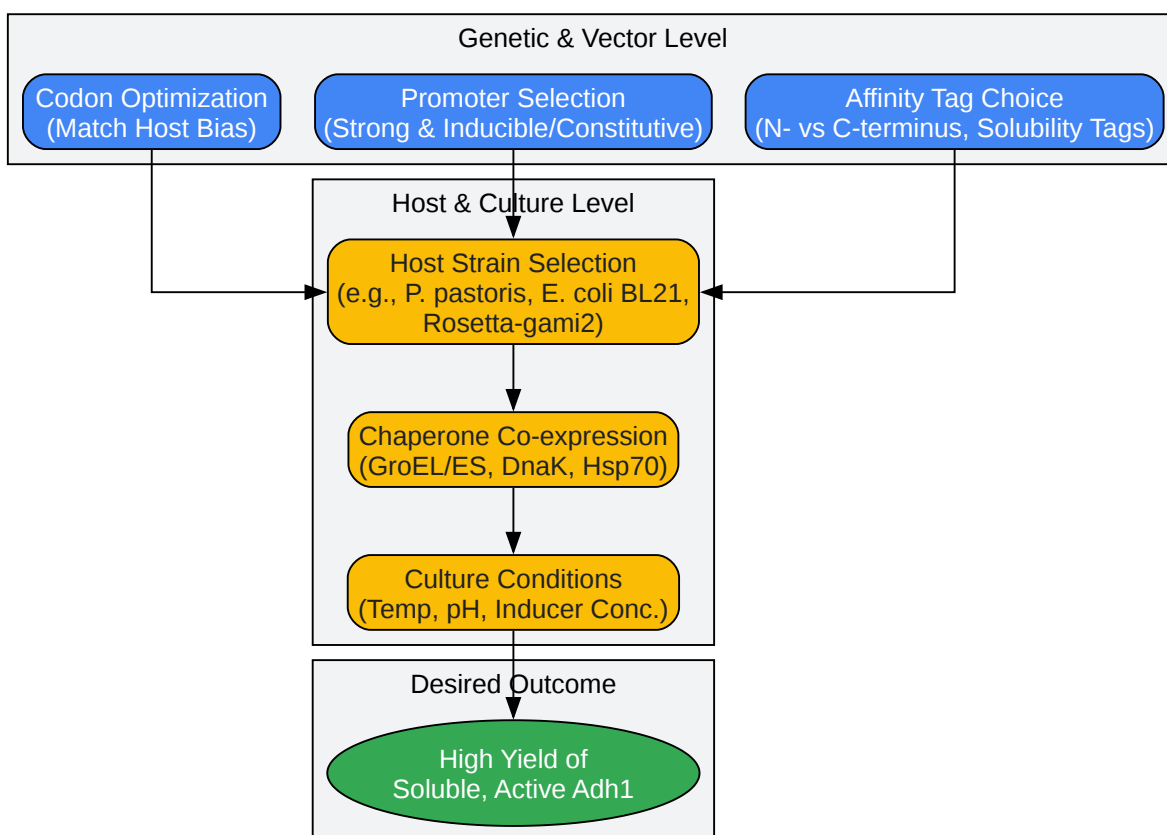 Genetic & Vector Level
Codon Optimization
(Match Host Bias)
Promoter Selection
(Strong & Inducible/Constitutive)
Affinity Tag Choice
(N- vs C-terminus, Solubility Tags)
Host & Culture Level
Host Strain Selection
(e.g., P. pastoris, E. coli BL21,
Rosetta-gami2)
Chaperone Co-expression
(GroEL/ES, DnaK, Hsp70)
Culture Conditions
(Temp, pH, Inducer Conc.)
Desired Outcome
High Yield of
Soluble, Active Adh1